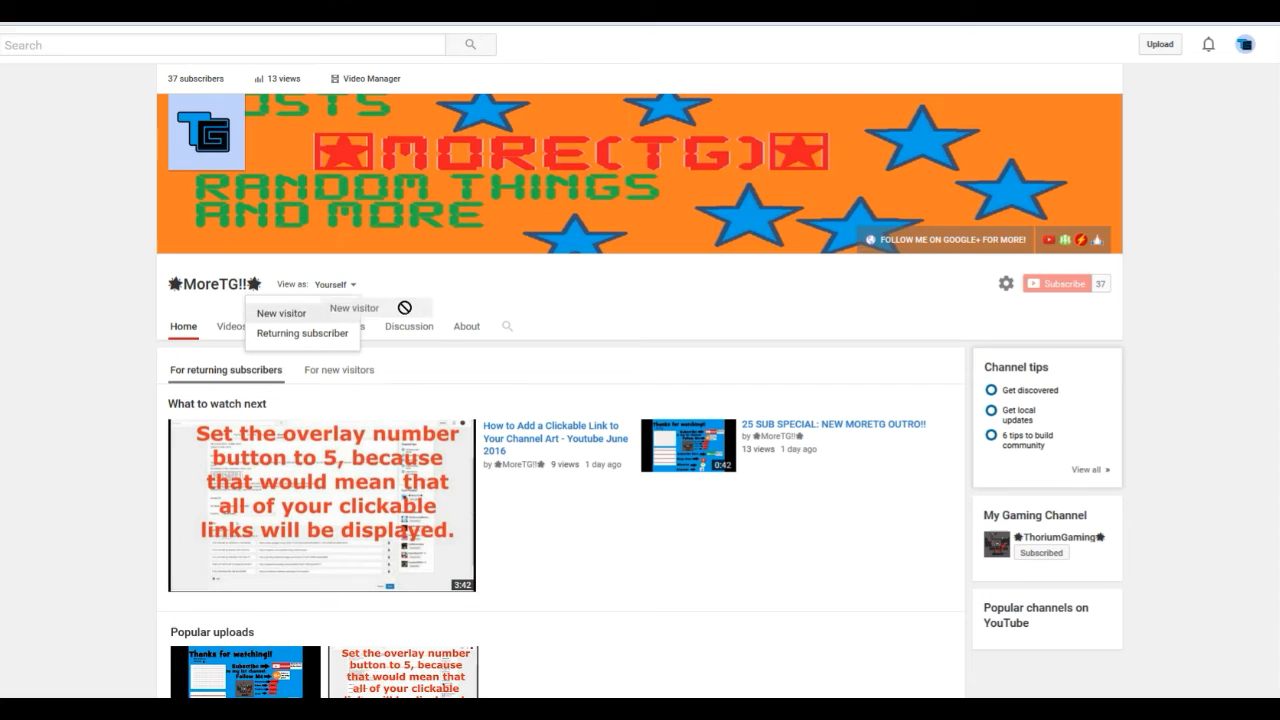 Search
Upload
37 subscribers
13 views
Video Manager
TG
OSTS
MORE(TG)
RANDOM THINGS
AND MORE
FOLLOW ME ON GOOGLE+ FOR MORE!
MoreTG!!
View as: Yourself
Subscribe 37
New visitor
New visitor
Returning subscriber
Home
Videos
s
Discussion
About
For returning subscribers
For new visitors
What to watch next
Set the overlay number
button to 5, because
that would mean that
all of your clickable
links will be displayed.
3:42
How to Add a Clickable Link to
Your Channel Art - Youtube June
2016
by MoreTG!! 9 views 1 day ago
Thanks for watching!!
0:42
25 SUB SPECIAL: NEW MORETG OUTRO!!
by MoreTG!!
13 views 1 day ago
Channel tips
Get discovered
Get local
updates
6 tips to build
community
View all »
My Gaming Channel
ThoriumGaming
Subscribed
Popular channels on
YouTube
Popular uploads
Thanks for watching!!
Subscribe
Follow Me
Set the overlay number
button to 5, because
that would mean that
all of your clickable